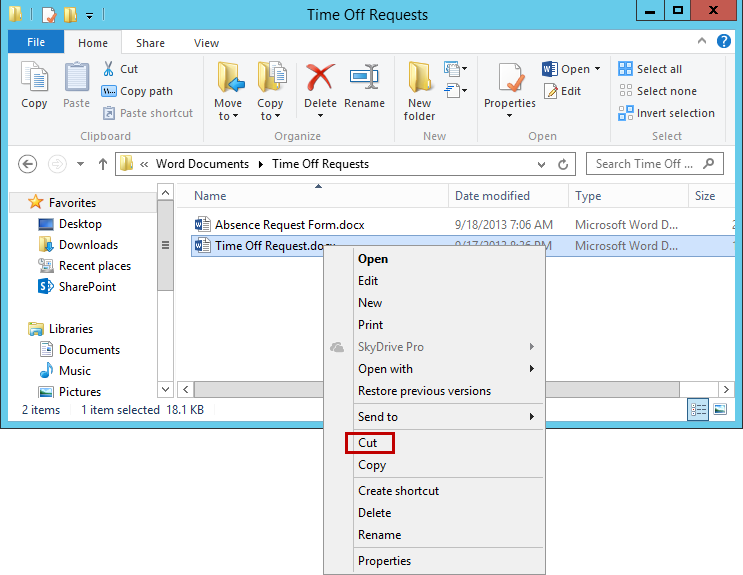 Time Off Requests
File Home Share View
Copy
Paste
Cut
Copy path
Paste shortcut
Clipboard
Move to
Copy to
Delete
Rename
Organize
New folder
New
Properties
Open
Edit
Open
Select all
Select none
Invert selection
Select
« Word Documents Time Off Requests
Search Time Off ...
Favorites
Desktop
Downloads
Recent places
SharePoint
Libraries
Documents
Music
Pictures
Name Date modified Type Size
Absence Request Form.docx 9/18/2013 7:06 AM Microsoft Word D...
Time Off Request.docx 9/17/2013 8:36 PM Microsoft Word D...
Open
Edit
New
Print
SkyDrive Pro
Open with
Restore previous versions
Send to
Cut
Copy
Create shortcut
Delete
Rename
Properties
2 items 1 item selected 18.1 KB